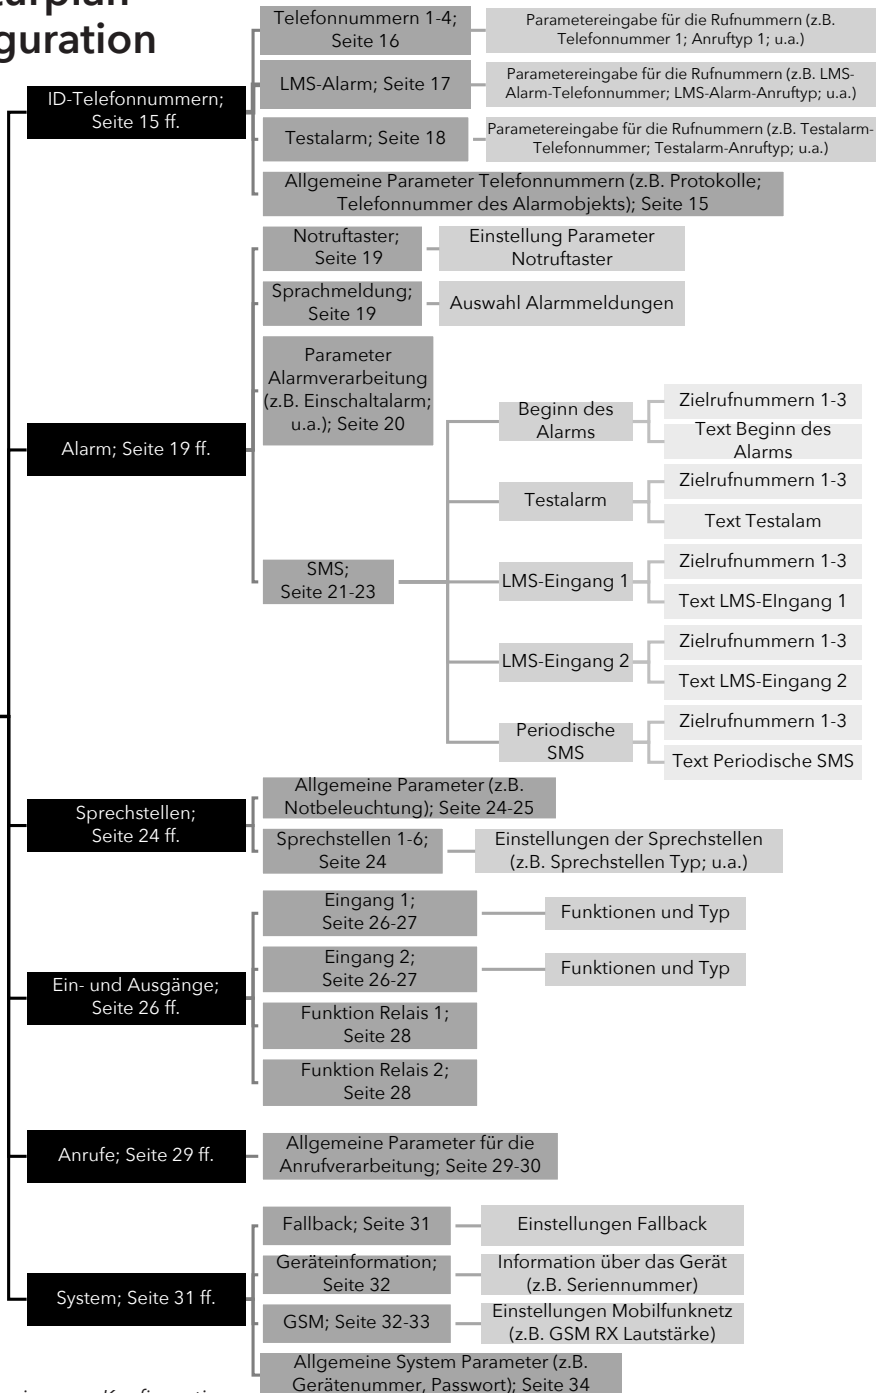 guration
Telefonnummern 1-4;
Seite 16
Parametereingabe für die Rufnummern (z.B.
Telefonnummer 1; Anruftyp 1; u.a.)
ID-Telefonnummern;
Seite 15 ff.
LMS-Alarm; Seite 17
Parametereingabe für die Rufnummern (z.B. LMS-
Alarm-Telefonnummer; LMS-Alarm-Anruftyp; u.a.)
Testalarm; Seite 18
Parametereingabe für die Rufnummern (z.B. Testalarm-
Telefonnummer; Testalarm-Anruftyp; u.a.)
Allgemeine Parameter Telefonnummern (z.B. Protokolle;
Telefonnummer des Alarmobjekts); Seite 15
Alarm; Seite 19 ff.
Notruftaster;
Seite 19
Einstellung Parameter
Notruftaster
Sprachmeldung;
Seite 19
Auswahl Alarmmeldungen
Parameter
Alarmverarbeitung
(z.B. Einschaltalarm;
u.a.); Seite 20
SMS;
Seite 21-23
Beginn des
Alarms
Zielrufnummern 1-3
Text Beginn des
Alarms
Testalarm
Zielrufnummern 1-3
Text Testalam
LMS-Eingang 1
Zielrufnummern 1-3
Text LMS-EIngang 1
LMS-Eingang 2
Zielrufnummern 1-3
Text LMS-Eingang 2
Periodische
SMS
Zielrufnummern 1-3
Text Periodische SMS
Sprechstellen;
Seite 24 ff.
Allgemeine Parameter (z.B.
Notbeleuchtung); Seite 24-25
Sprechstellen 1-6;
Seite 24
Einstellungen der Sprechstellen
(z.B. Sprechstellen Typ; u.a.)
Ein- und Ausgänge;
Seite 26 ff.
Eingang 1;
Seite 26-27
Funktionen und Typ
Eingang 2;
Seite 26-27
Funktionen und Typ
Funktion Relais 1;
Seite 28
Funktion Relais 2;
Seite 28
Anrufe; Seite 29 ff.
Allgemeine Parameter für die
Anrufverarbeitung; Seite 29-30
System; Seite 31 ff.
Fallback; Seite 31
Einstellungen Fallback
Geräteinformation;
Seite 32
Information über das Gerät
(z.B. Seriennummer)
GSM; Seite 32-33
Einstellungen Mobilfunknetz
(z.B. GSM RX Lautstärke)
Allgemeine System Parameter (z.B.
Gerätenummer, Passwort); Seite 34